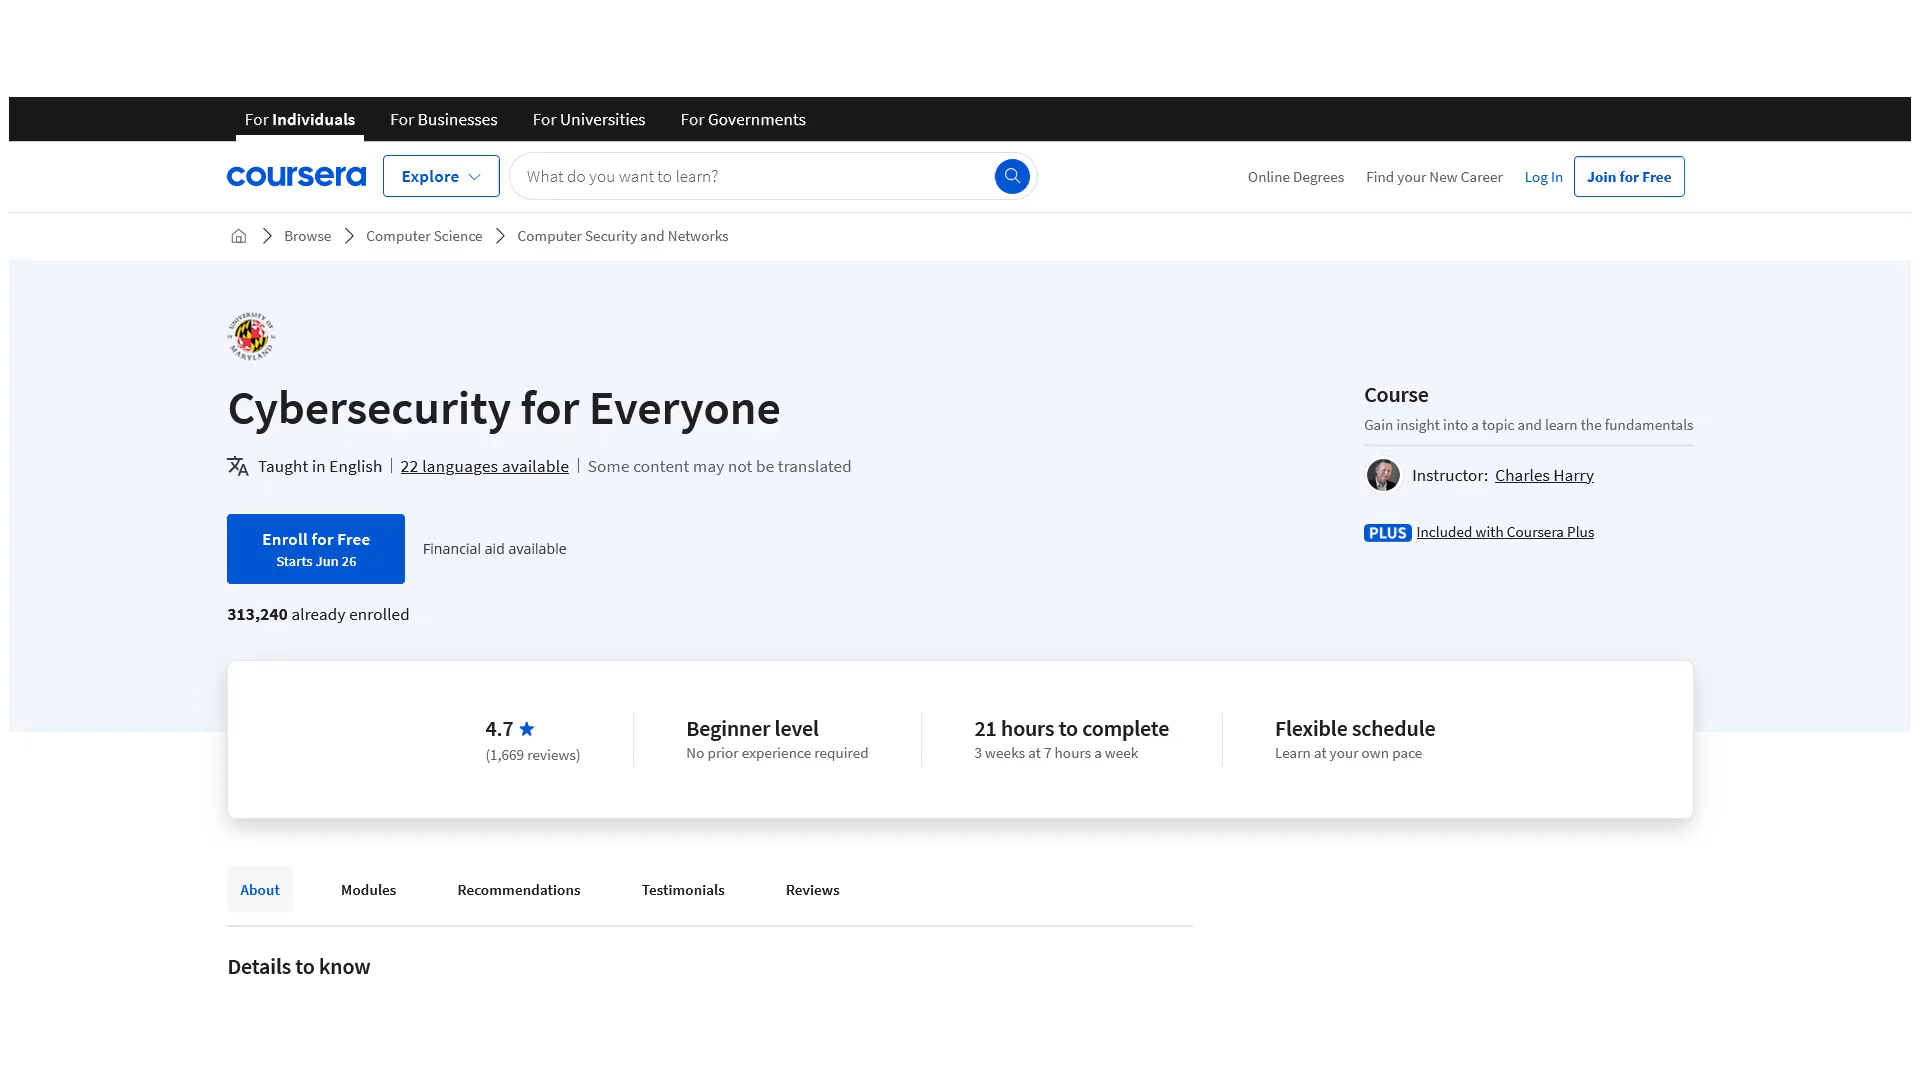 For Individuals
For Businesses
For Universities
For Governments
coursera
Explore
What do you want to learn?
Online Degrees
Find your New Career
Log In
Join for Free
Browse
Computer Science
Computer Security and Networks
UNIVERSITY OF
MARYLAND
Cybersecurity for Everyone
Taught in English
22 languages available
Some content may not be translated
Course
Gain insight into a topic and learn the fundamentals
Instructor: Charles Harry
PLUS Included with Coursera Plus
Enroll for Free
Starts Jun 26
Financial aid available
313,240 already enrolled
4.7
(1,669 reviews)
Beginner level
No prior experience required
21 hours to complete
3 weeks at 7 hours a week
Flexible schedule
Learn at your own pace
About
Modules
Recommendations
Testimonials
Reviews
Details to know